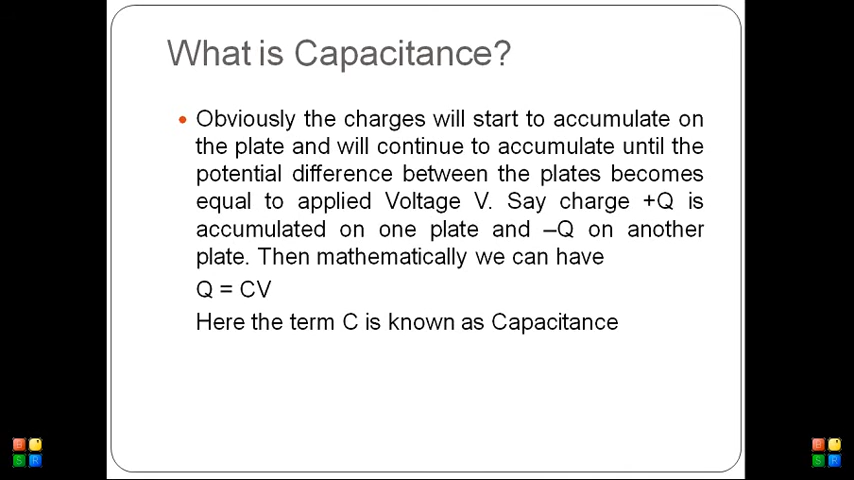 What is Capacitance?
Obviously the charges will start to accumulate on
the plate and will continue to accumulate until the
potential difference between the plates becomes
equal to applied Voltage V. Say charge +Q is
accumulated on one plate and –Q on another
plate. Then mathematically we can have
Q = CV
Here the term C is known as Capacitance
S R
S R